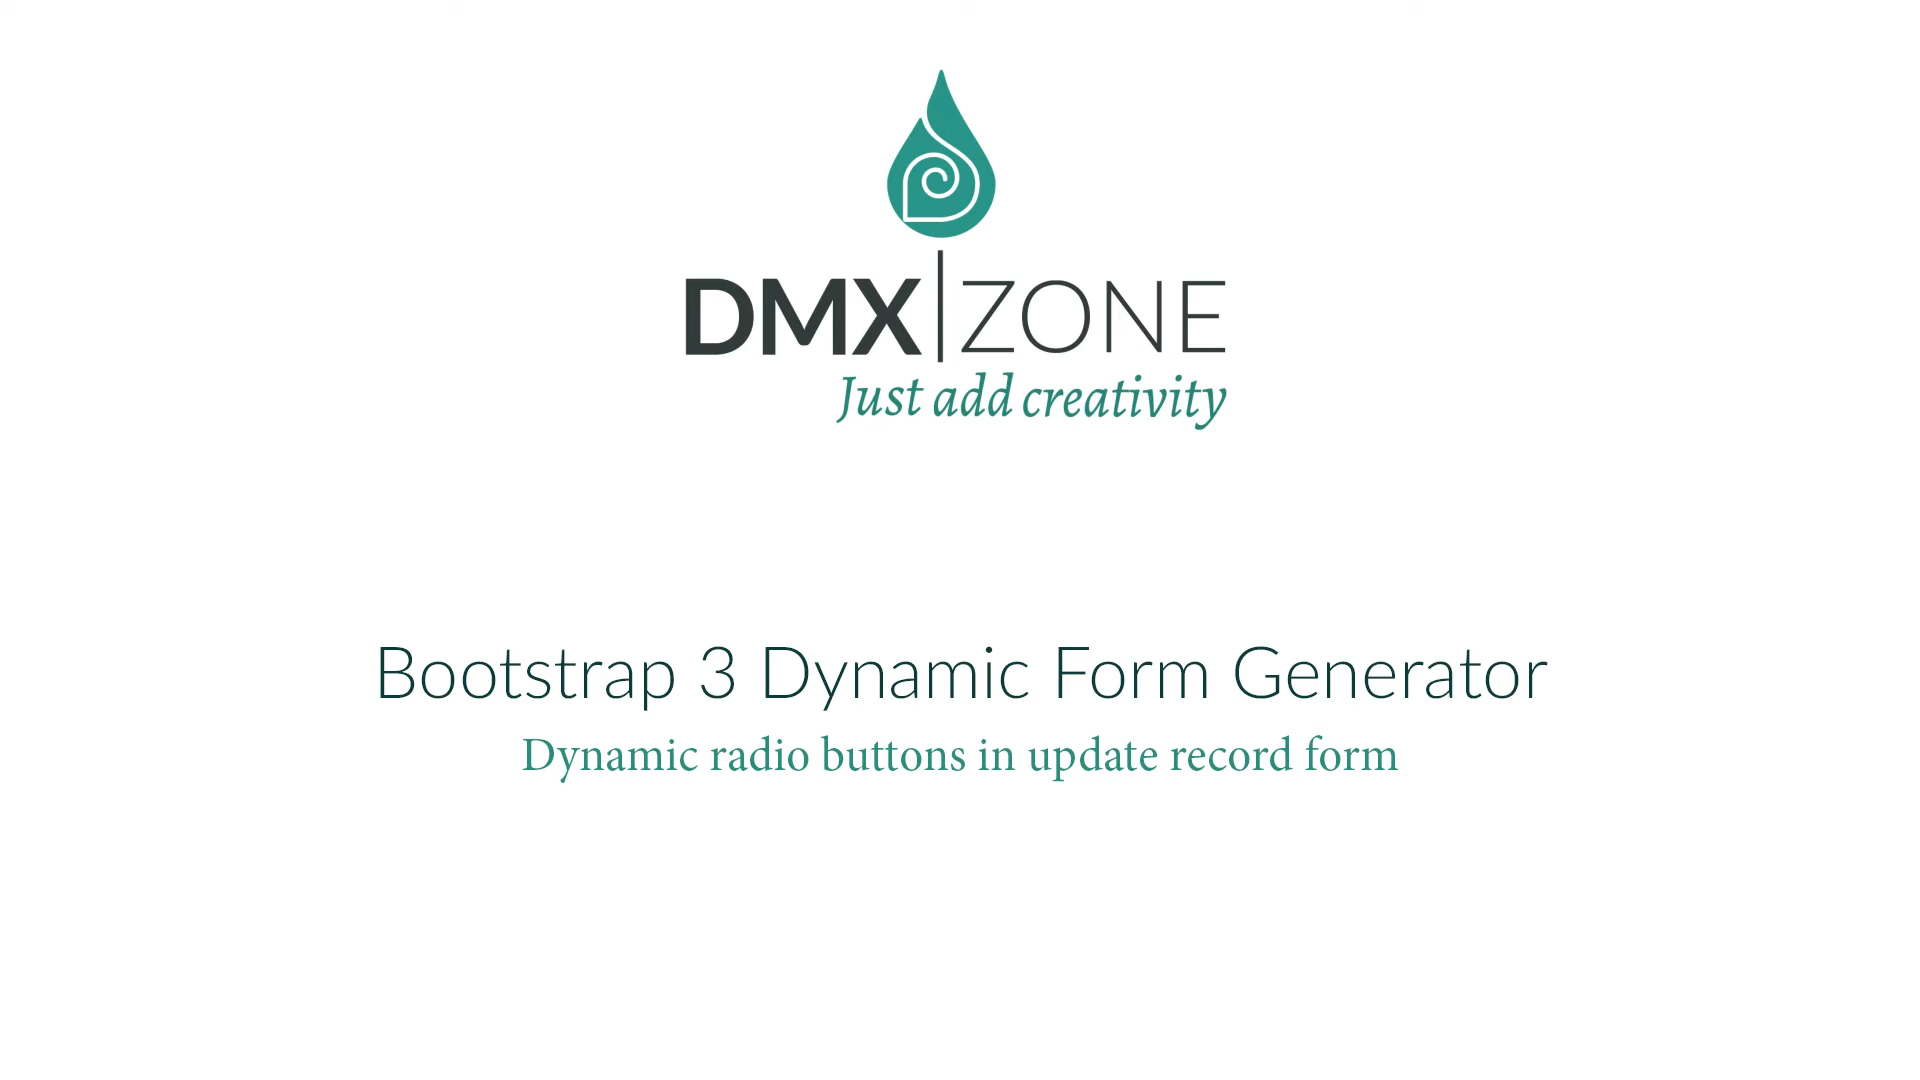 DMX|ZONE
Just add creativity
Bootstrap 3 Dynamic Form Generator
Dynamic radio buttons in update record form